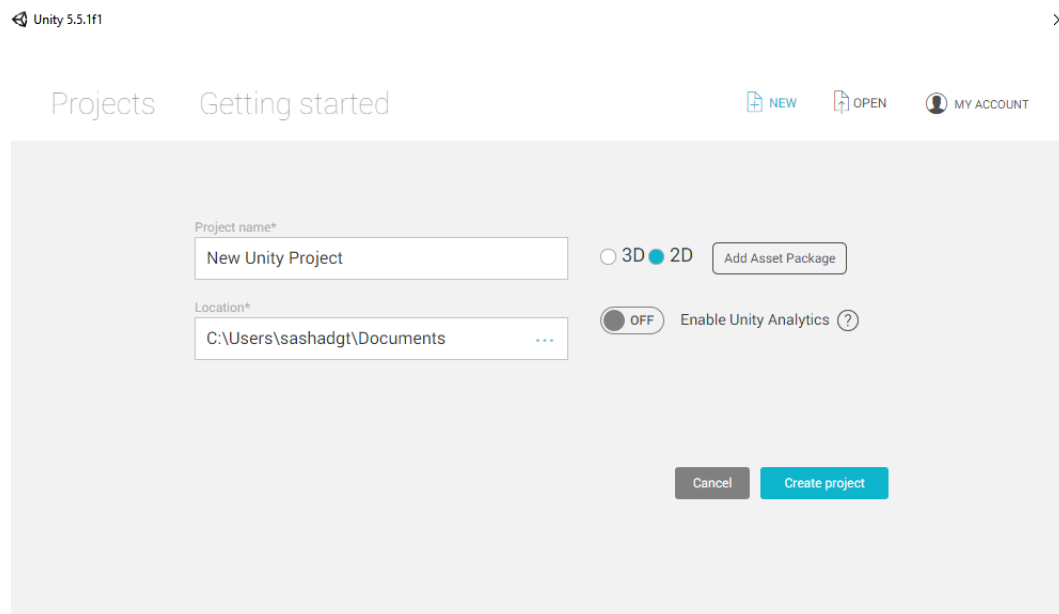 Unity 5.5.1f1
Projects Getting started NEW OPEN MY ACCOUNT
Project name*
New Unity Project 3D 2D Add Asset Package
Location*
C:\Users\sashadgt\Documents ... OFF Enable Unity Analytics ?
Cancel Create project